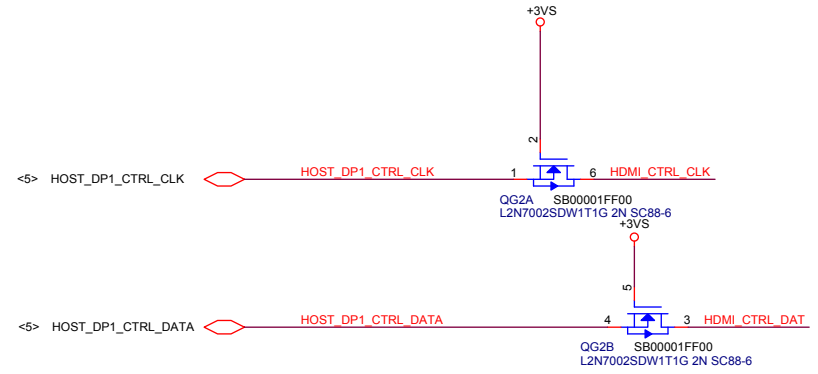 +3VS
2
<5> HOST_DP1_CTRL_CLK HOST_DP1_CTRL_CLK 1 6 HDMI_CTRL_CLK
QG2A SB00001FF00
L2N7002SDW1T1G 2N SC88-6
+3VS
5
<5> HOST_DP1_CTRL_DATA HOST_DP1_CTRL_DATA 4 3 HDMI_CTRL_DAT
QG2B SB00001FF00
L2N7002SDW1T1G 2N SC88-6